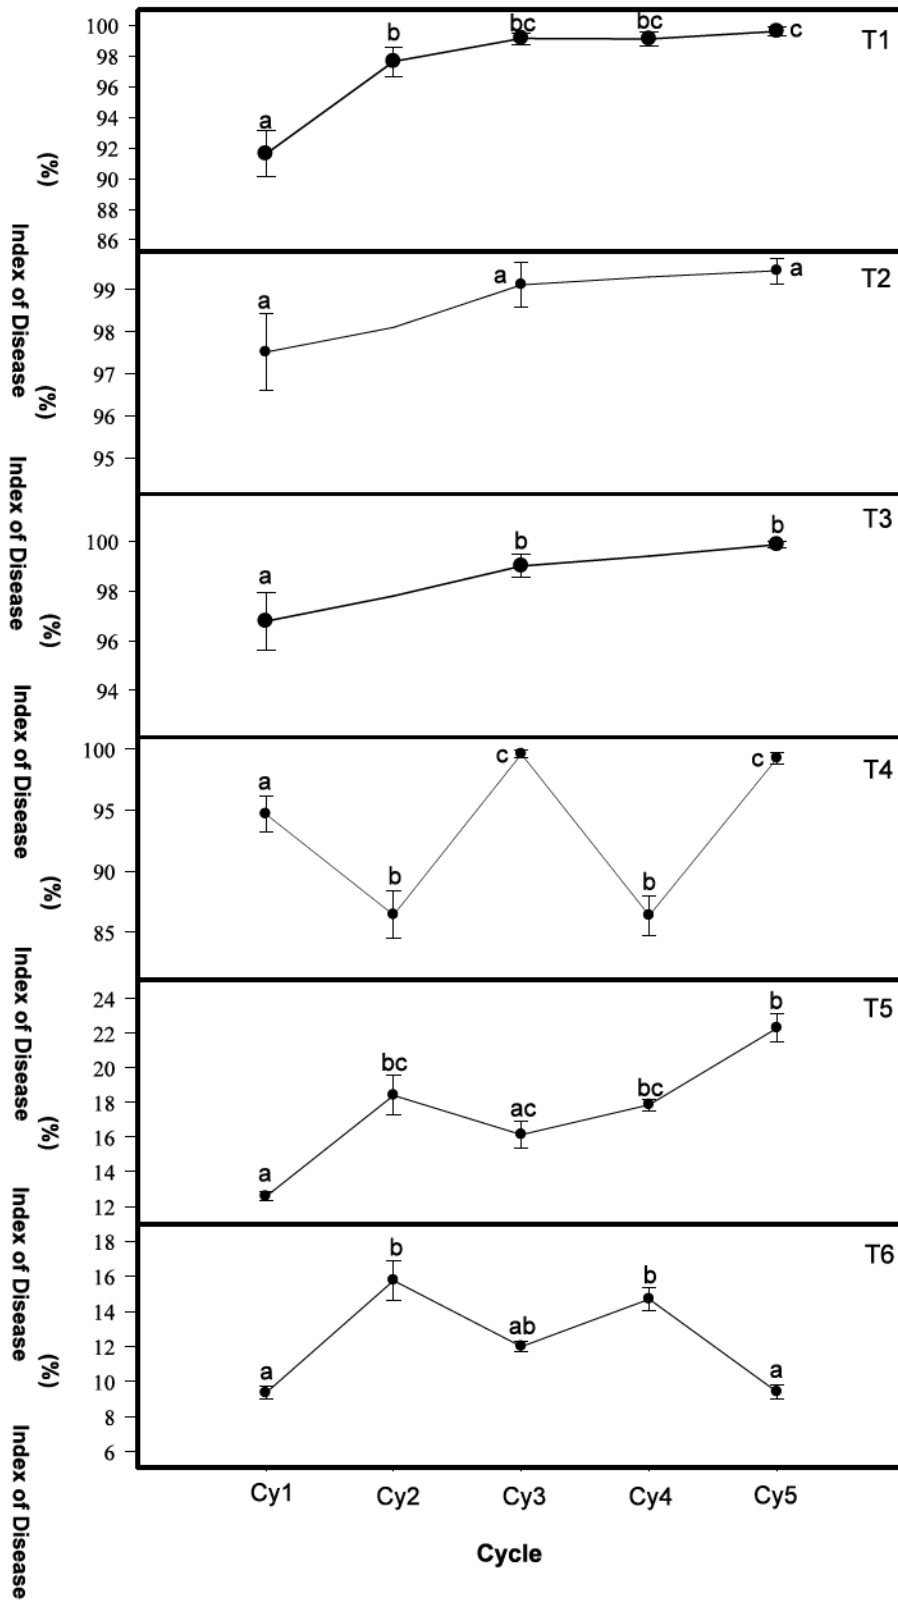 100
98
96
94
92
90
88
86
a
b
bc
bc
c
T1
99
98
97
96
95
a
a
a
T2
100
98
96
94
a
b
b
T3
100
95
90
85
a
b
c
b
c
T4
24
22
20
18
16
14
12
a
bc
ac
bc
b
T5
18
16
14
12
10
8
6
a
b
ab
b
a
T6
Index of Disease (%)
Index of Disease (%)
Index of Disease (%)
Index of Disease (%)
Index of Disease (%)
Index of Disease (%)
Cy1 Cy2 Cy3 Cy4 Cy5
Cycle